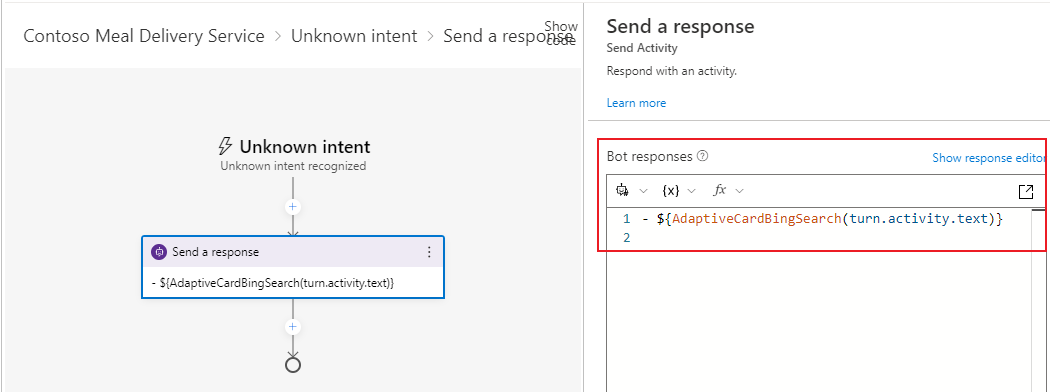 Contoso Meal Delivery Service > Unknown intent > Send a response
Show code
Unknown intent
Unknown intent recognized
+
Send a response
- ${AdaptiveCardBingSearch(turn.activity.text)}
+
Send a response
Send Activity
Respond with an activity.
Learn more
Bot responses ?
Show response editor
{x} fx
1 - ${AdaptiveCardBingSearch(turn.activity.text)}
2